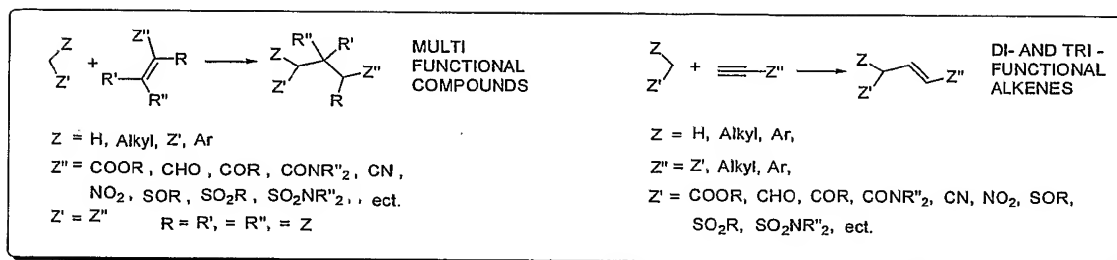 Z
Z'
+
Z''
R'
R
R''
Z
Z'
R''
R'
Z''
R
MULTI
FUNCTIONAL
COMPOUNDS
Z = H, Alkyl, Z', Ar
Z''= COOR, CHO, COR, CONR''₂, CN,
NO₂, SOR, SO₂R, SO₂NR''₂,, ect.
Z' = Z'' R = R', = R'', = Z
Z
Z'
+
Z''
Z
Z'
Z''
DI- AND TRI -
FUNCTIONAL
ALKENES
Z = H, Alkyl, Ar,
Z''= Z', Alkyl, Ar,
Z' = COOR, CHO, COR, CONR''₂, CN, NO₂, SOR,
SO₂R, SO₂NR''₂, ect.